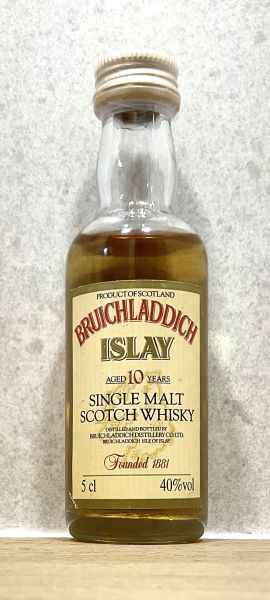 PRODUCT OF SCOTLAND
BRUICHLADDICH
ISLAY
AGED 10 YEARS
SINGLE MALT
SCOTCH WHISKY
DISTILLED AND BOTTLED BY
BRUICHLADDICH DISTILLERY CO. LTD.
BRUICHLADDICH ISLE OF ISLAY
Founded 1881
5 cl 40%vol